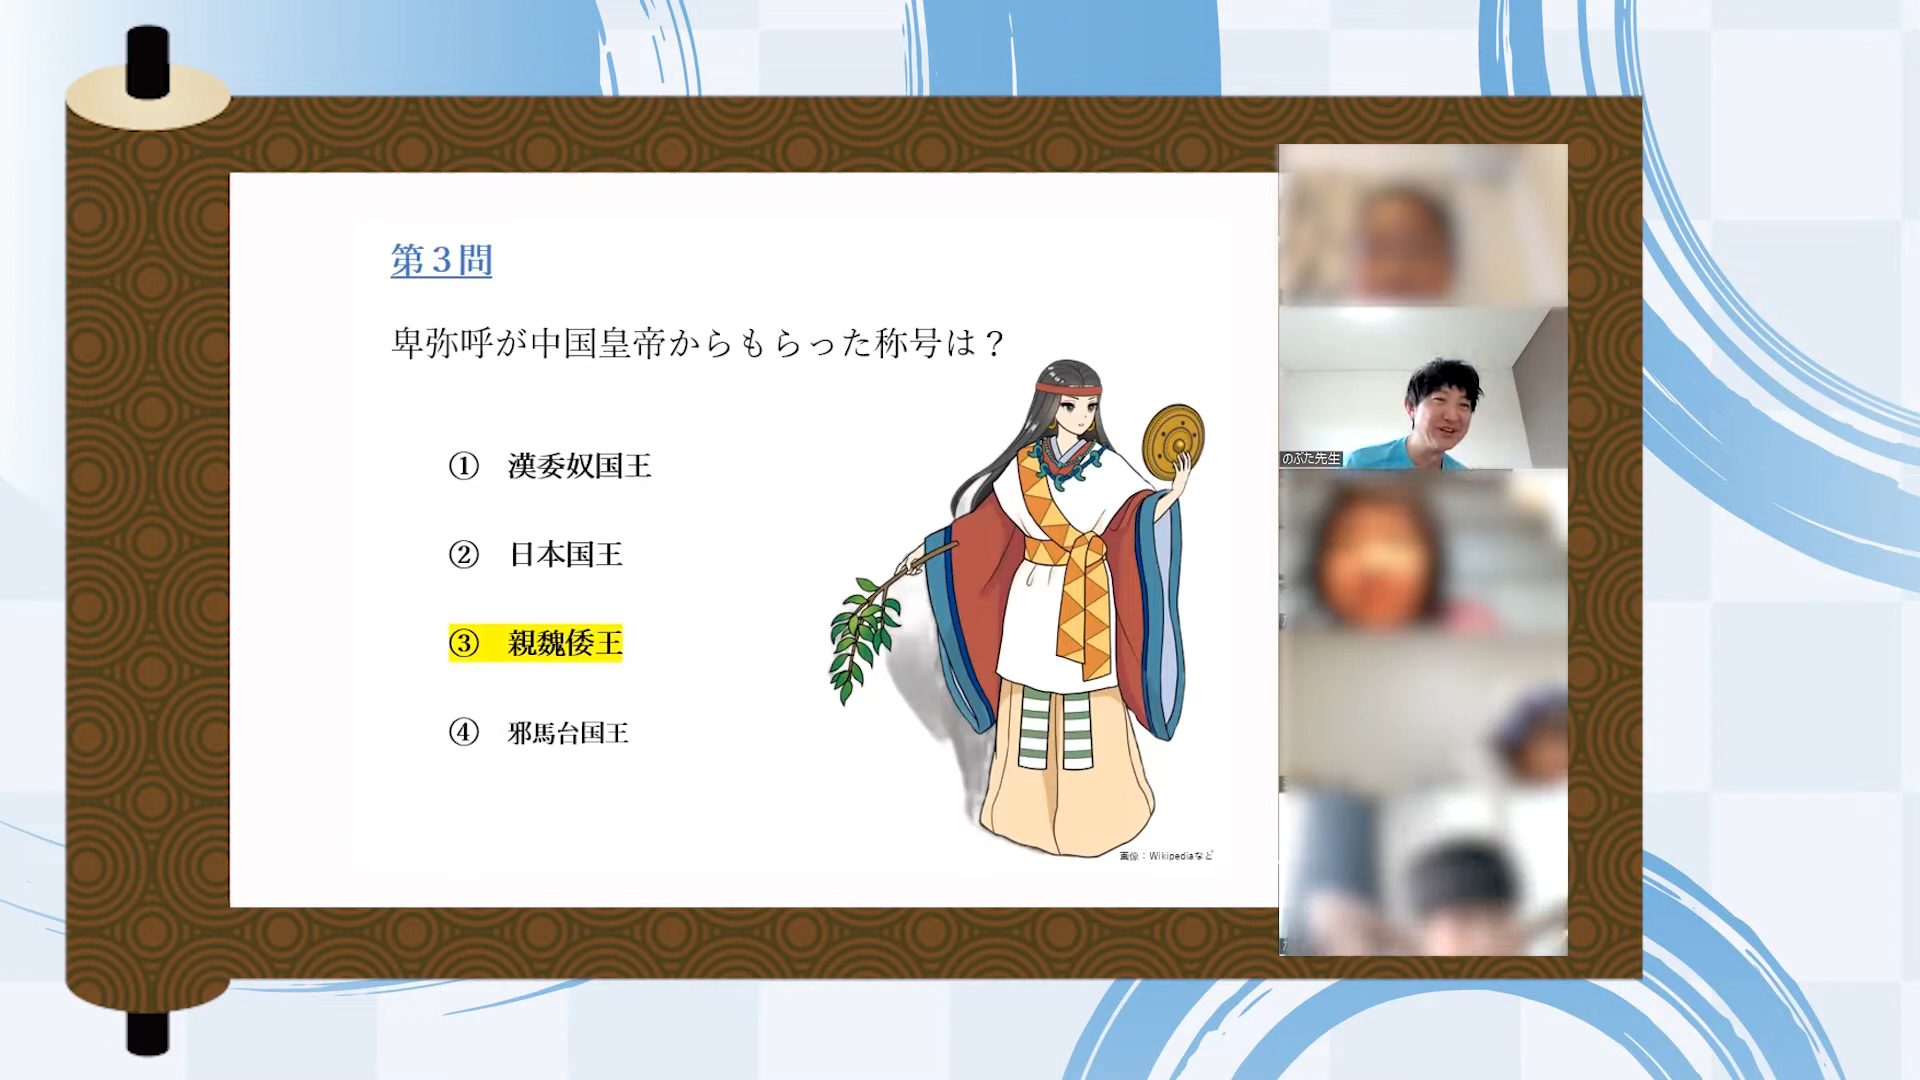 第３問
卑弥呼が中国皇帝からもらった称号は？
① 漢委奴国王
② 日本国王
③ 親魏倭王
④ 邪馬台国王
画像：Wikipediaなど
のぶた先生